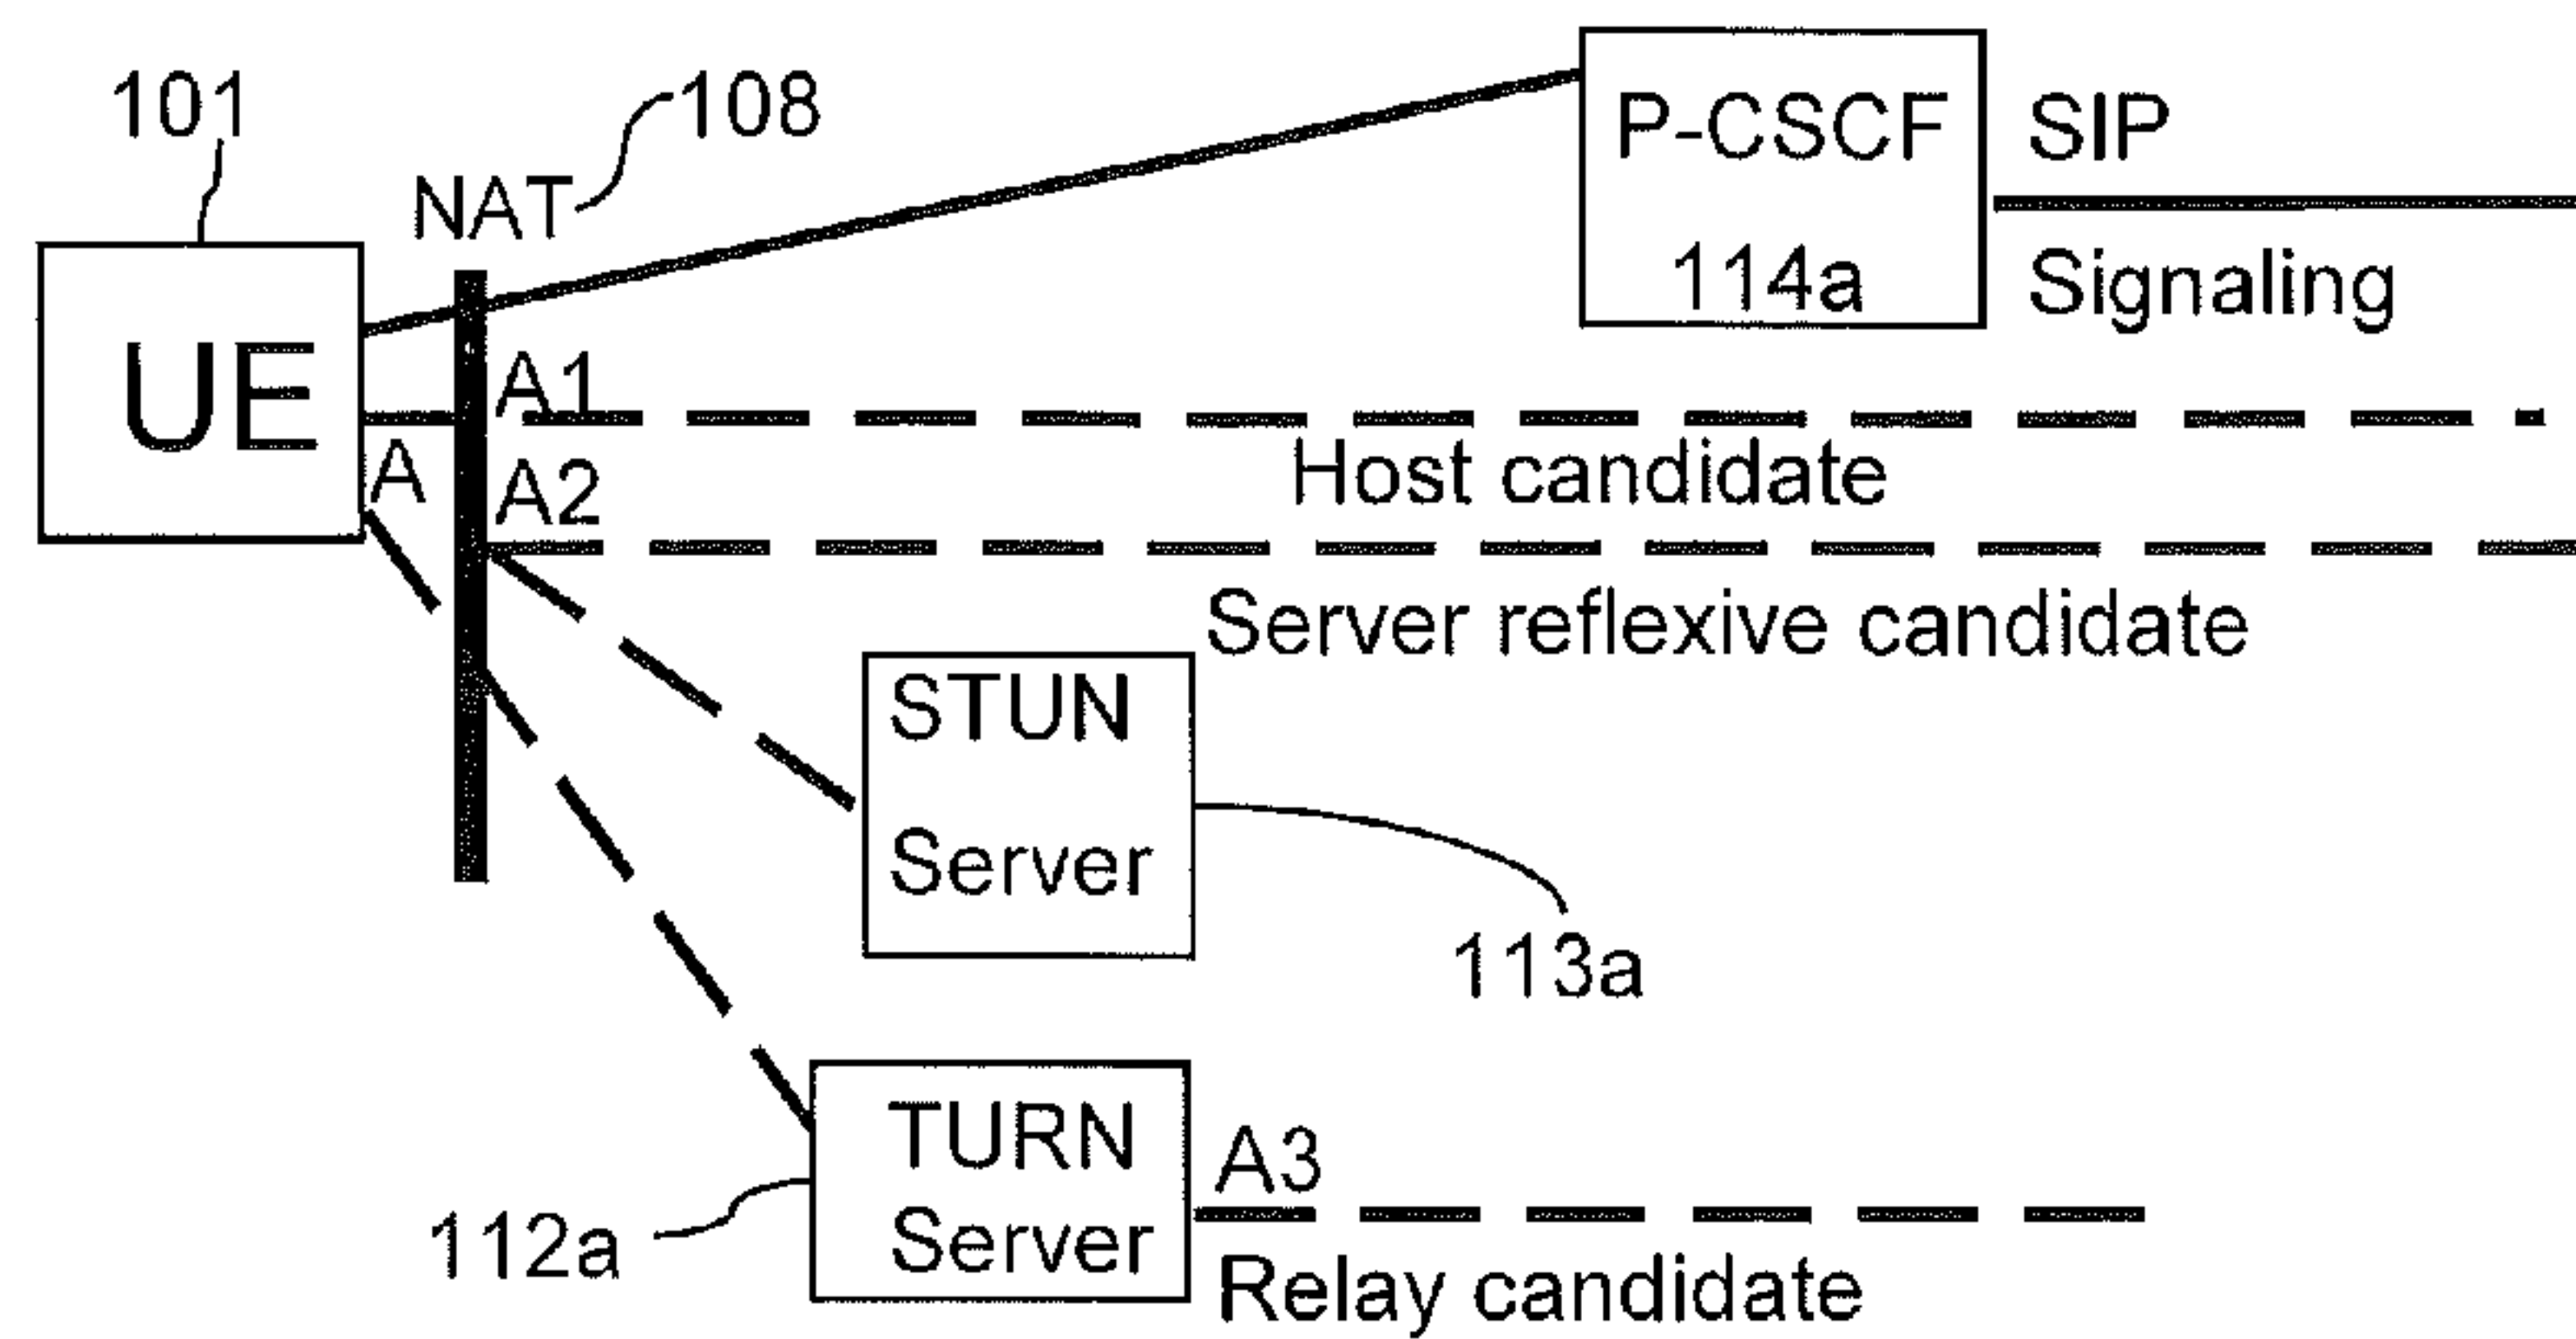 101
108
NAT
P-CSCF
114a
SIP
Signaling
UE
A
A1
Host candidate
A2
Server reflexive candidate
STUN
Server
113a
TURN
Server
112a
A3
Relay candidate